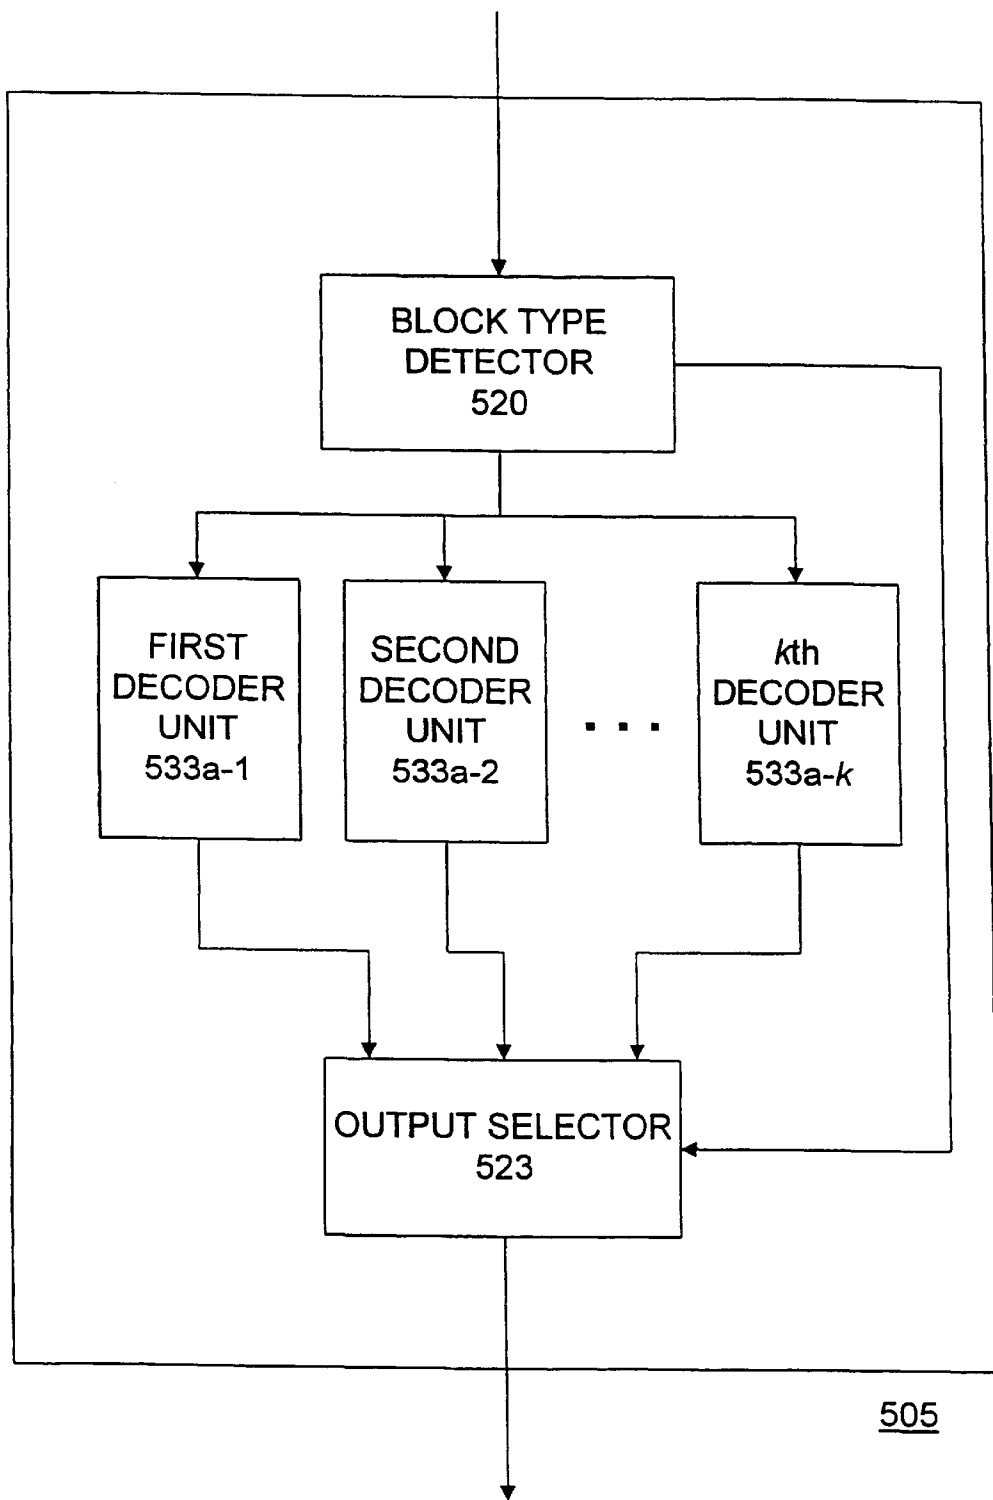 BLOCK TYPE
DETECTOR
520
FIRST
DECODER
UNIT
533a-1
SECOND
DECODER
UNIT
533a-2
. . .
kth
DECODER
UNIT
533a-k
OUTPUT SELECTOR
523
505